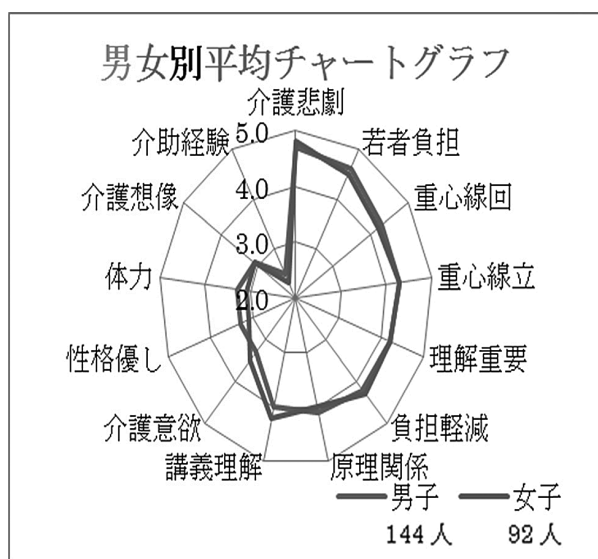 男女別平均チャートグラフ
介護悲劇
若者負担
重心線回
重心線立
理解重要
負担軽減
原理関係
講義理解
介護意欲
性格優し
体力
介護想像
介助経験
5.0
4.0
3.0
2.0
男子 女子
144人 92人